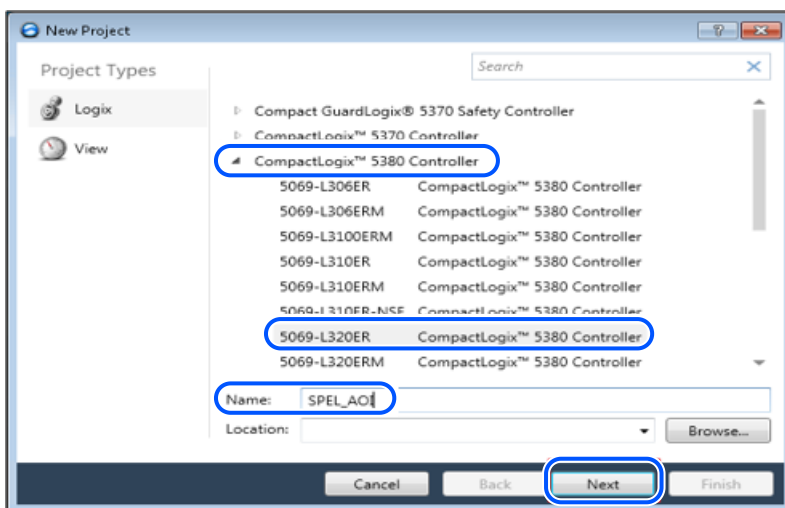 New Project
Project Types
Search
Logix
View
Compact GuardLogix® 5370 Safety Controller
CompactLogix™ 5370 Controller
CompactLogix™ 5380 Controller
5069-L306ER CompactLogix™ 5380 Controller
5069-L306ERM CompactLogix™ 5380 Controller
5069-L3100ERM CompactLogix™ 5380 Controller
5069-L310ER CompactLogix™ 5380 Controller
5069-L310ERM CompactLogix™ 5380 Controller
5069-L310ER-NSE CompactLogix™ 5380 Controller
5069-L320ER CompactLogix™ 5380 Controller
5069-L320ERM CompactLogix™ 5380 Controller
Name: SPEL_AOI
Location:
Browse...
Cancel Back Next Finish